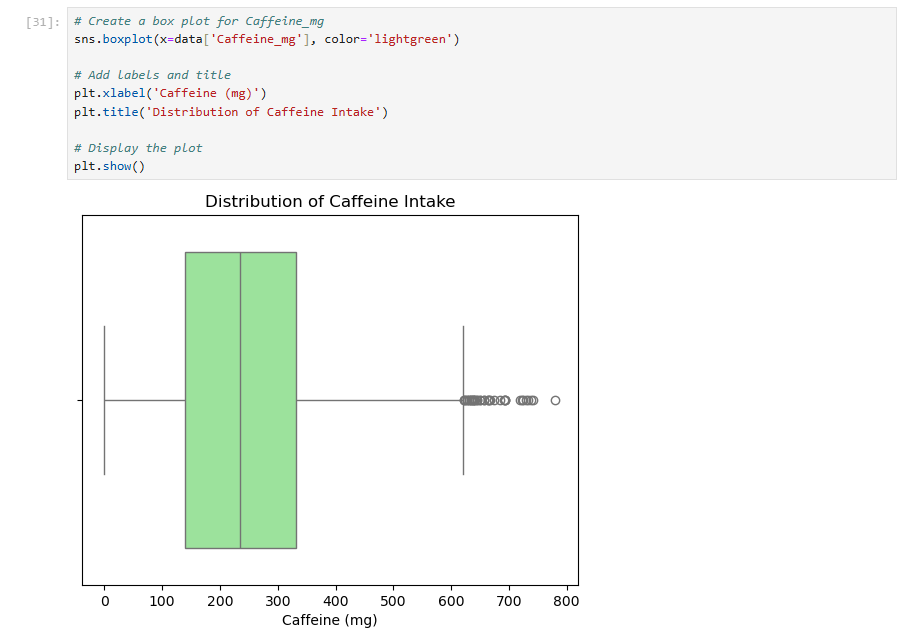 [31]: # Create a box plot for Caffeine_mg
sns.boxplot(x=data['Caffeine_mg'], color='lightgreen')
# Add labels and title
plt.xlabel('Caffeine (mg)')
plt.title('Distribution of Caffeine Intake')
# Display the plot
plt.show()
Distribution of Caffeine Intake
0 100 200 300 400 500 600 700 800
Caffeine (mg)